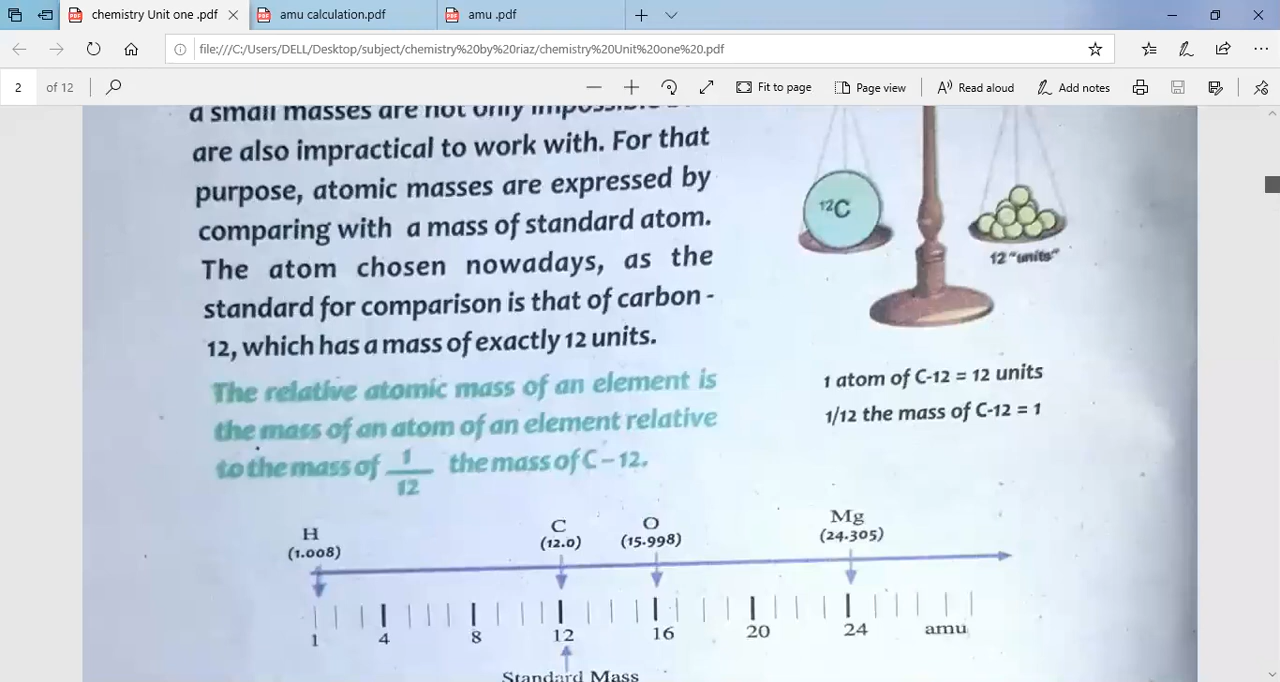 chemistry Unit one .pdf
amu calculation.pdf
amu .pdf
file:///C:/Users/DELL/Desktop/subject/chemistry%20by%20riaz/chemistry%20Unit%20one%20.pdf
2 of 12
Fit to page
Page view
Read aloud
Add notes
a small masses are not only
are also impractical to work with. For that
purpose, atomic masses are expressed by
comparing with a mass of standard atom.
The atom chosen nowadays, as the
standard for comparison is that of carbon -
12, which has a mass of exactly 12 units.
The relative atomic mass of an element is
the mass of an atom of an element relative
to the mass of 1/12 the mass of C – 12.
12C
12 "units"
1 atom of C-12 = 12 units
1/12 the mass of C-12 = 1
H C O Mg
(1.008) (12.0) (15.998) (24.305)
1 4 8 12 16 20 24 amu
Standard Mass